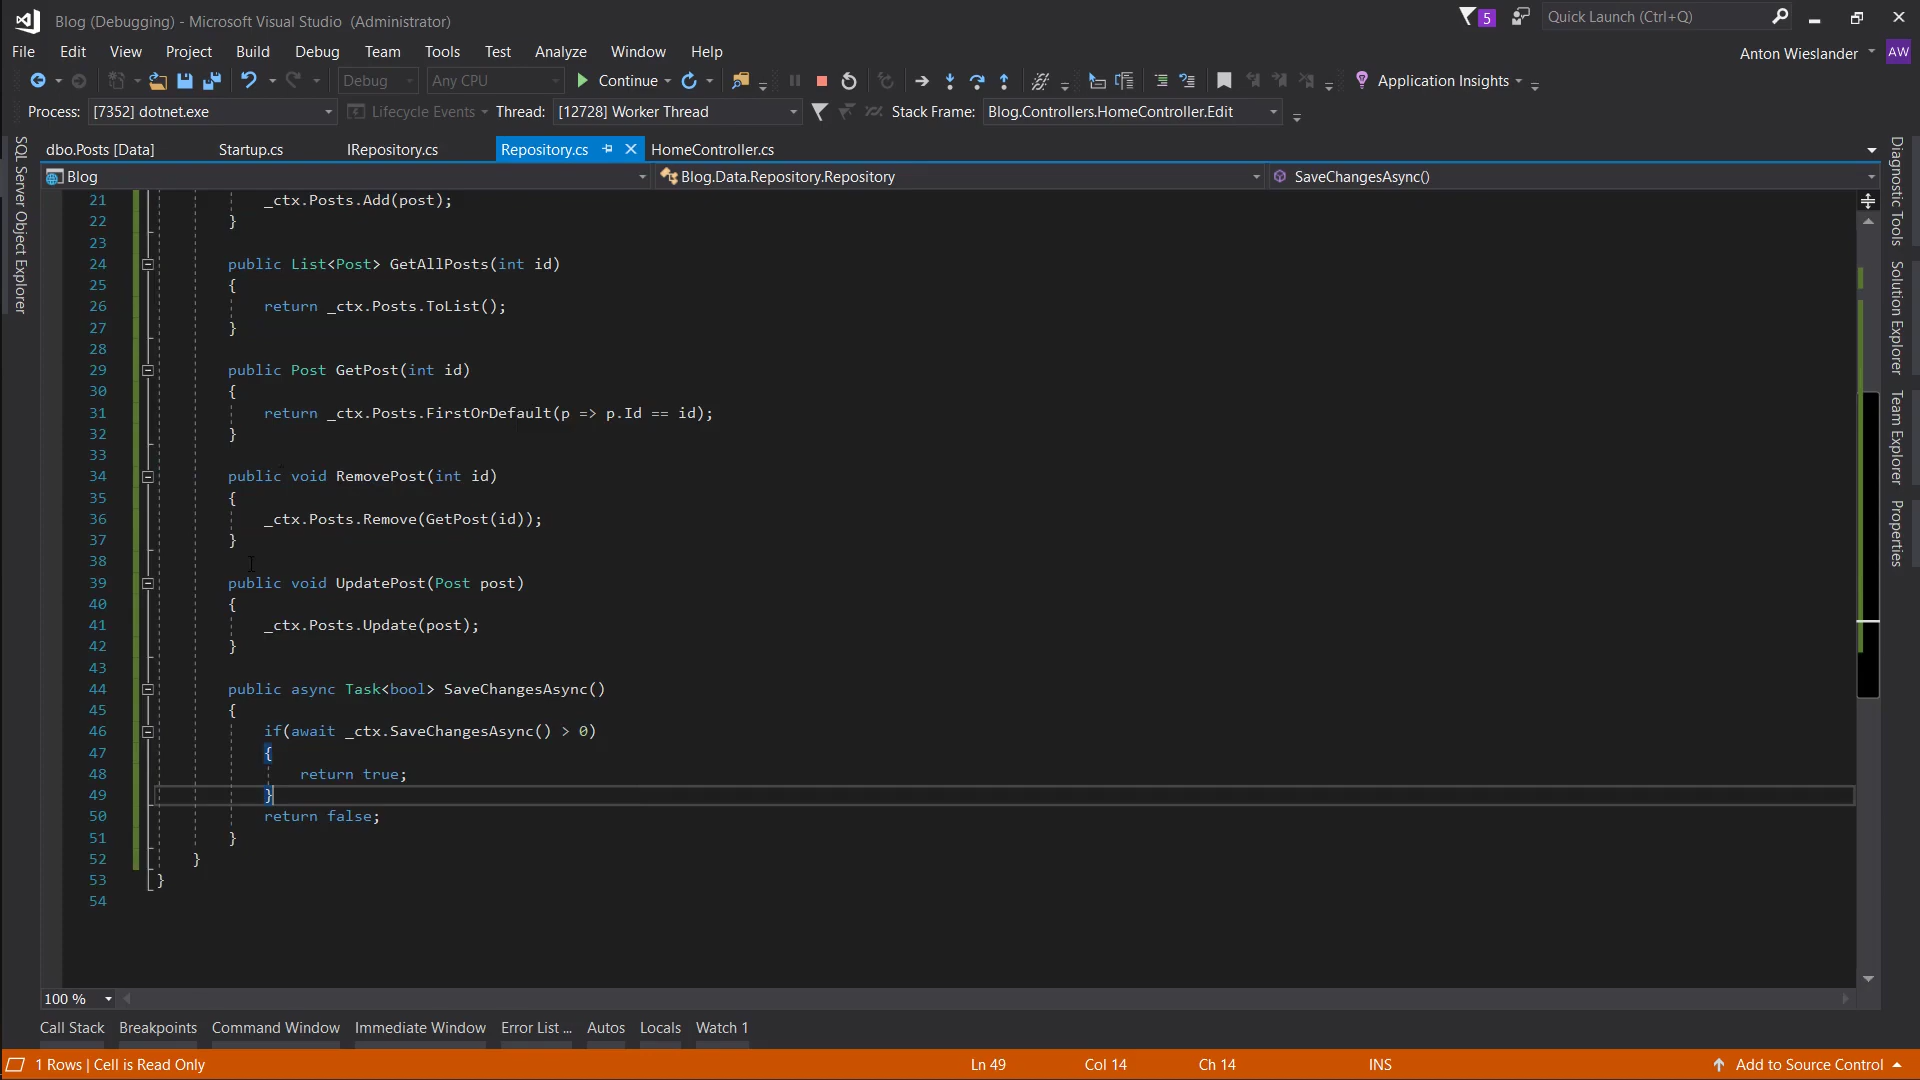 Blog (Debugging) - Microsoft Visual Studio (Administrator)
5
Quick Launch (Ctrl+Q)
File Edit View Project Build Debug Team Tools Test Analyze Window Help
Anton Wieslander AW
Debug Any CPU Continue Application Insights
Process: [7352] dotnet.exe Lifecycle Events Thread: [12728] Worker Thread Stack Frame: Blog.Controllers.HomeController.Edit
dbo.Posts [Data] Startup.cs IRepository.cs Repository.cs HomeController.cs
Blog Blog.Data.Repository.Repository SaveChangesAsync()
SQL Server Object Explorer
Diagnostic Tools
Solution Explorer
Team Explorer
Properties
21 _ctx.Posts.Add(post);
22 }
23
24 public List<Post> GetAllPosts(int id)
25 {
26 return _ctx.Posts.ToList();
27 }
28
29 public Post GetPost(int id)
30 {
31 return _ctx.Posts.FirstOrDefault(p => p.Id == id);
32 }
33
34 public void RemovePost(int id)
35 {
36 _ctx.Posts.Remove(GetPost(id));
37 }
38
39 public void UpdatePost(Post post)
40 {
41 _ctx.Posts.Update(post);
42 }
43
44 public async Task<bool> SaveChangesAsync()
45 {
46 if(await _ctx.SaveChangesAsync() > 0)
47 {
48 return true;
49 }
50 return false;
51 }
52 }
53 }
54
100 %
Call Stack Breakpoints Command Window Immediate Window Error List ... Autos Locals Watch 1
1 Rows | Cell is Read Only Ln 49 Col 14 Ch 14 INS Add to Source Control